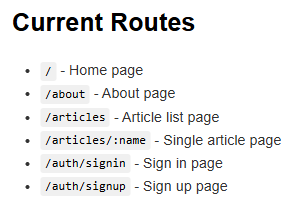 Current Routes
/ - Home page
/about - About page
/articles - Article list page
/articles/:name - Single article page
/auth/signin - Sign in page
/auth/signup - Sign up page